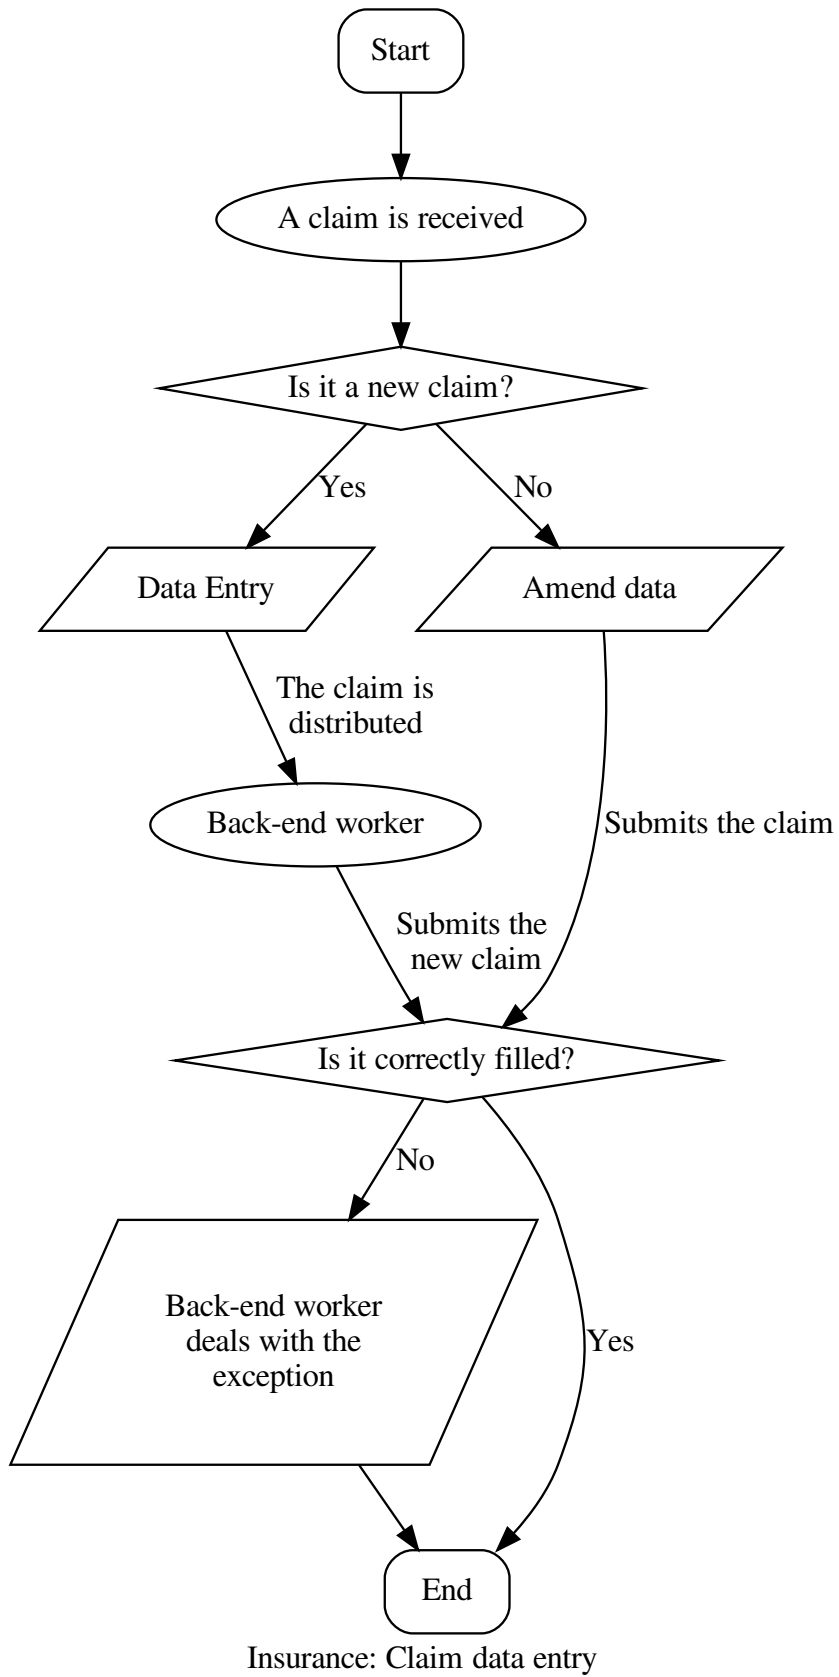 Start
A claim is received
Is it a new claim?
Yes
No
Data Entry
Amend data
The claim is
distributed
Back-end worker
Submits the claim
Submits the
new claim
Is it correctly filled?
No
Back-end worker
deals with the
exception
Yes
End
Insurance: Claim data entry